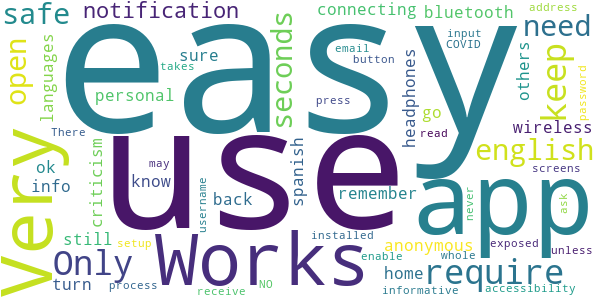 safe
notification
connecting
bluetooth
address
easy
need
languages
open
sure
seconds
email
input
COVID
others
keep
takes
button
personal
press
headphones
go
password
wireless
There
use
read
criticism
Very
ok
info
may
know
spanish
english
screens
app
remember
username
back
never
ask
still
setup
Only
Works
installed
anonymous
exposed
unless
turn
process
enable
whole
home
require
receive
NO
informative
accessibility